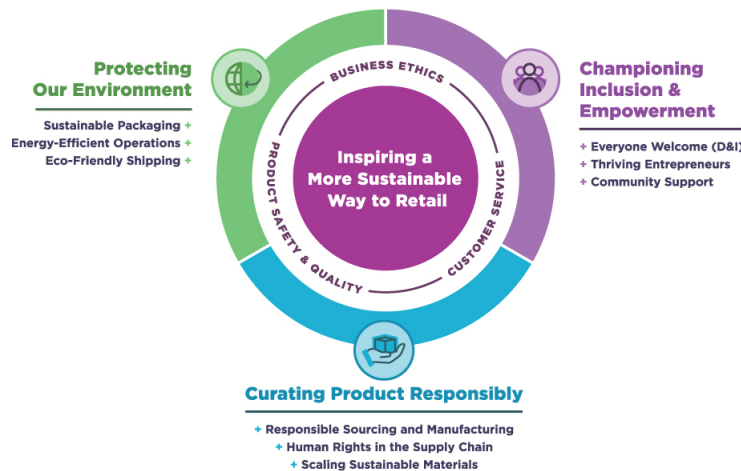 Protecting
Our Environment
Sustainable Packaging +
Energy-Efficient Operations +
Eco-Friendly Shipping +
BUSINESS ETHICS
PRODUCT SAFETY & QUALITY
CUSTOMER SERVICE
Inspiring a
More Sustainable
Way to Retail
Championing
Inclusion &
Empowerment
+ Everyone Welcome (D&I)
+ Thriving Entrepreneurs
+ Community Support
Curating Product Responsibly
+ Responsible Sourcing and Manufacturing
+ Human Rights in the Supply Chain
+ Scaling Sustainable Materials